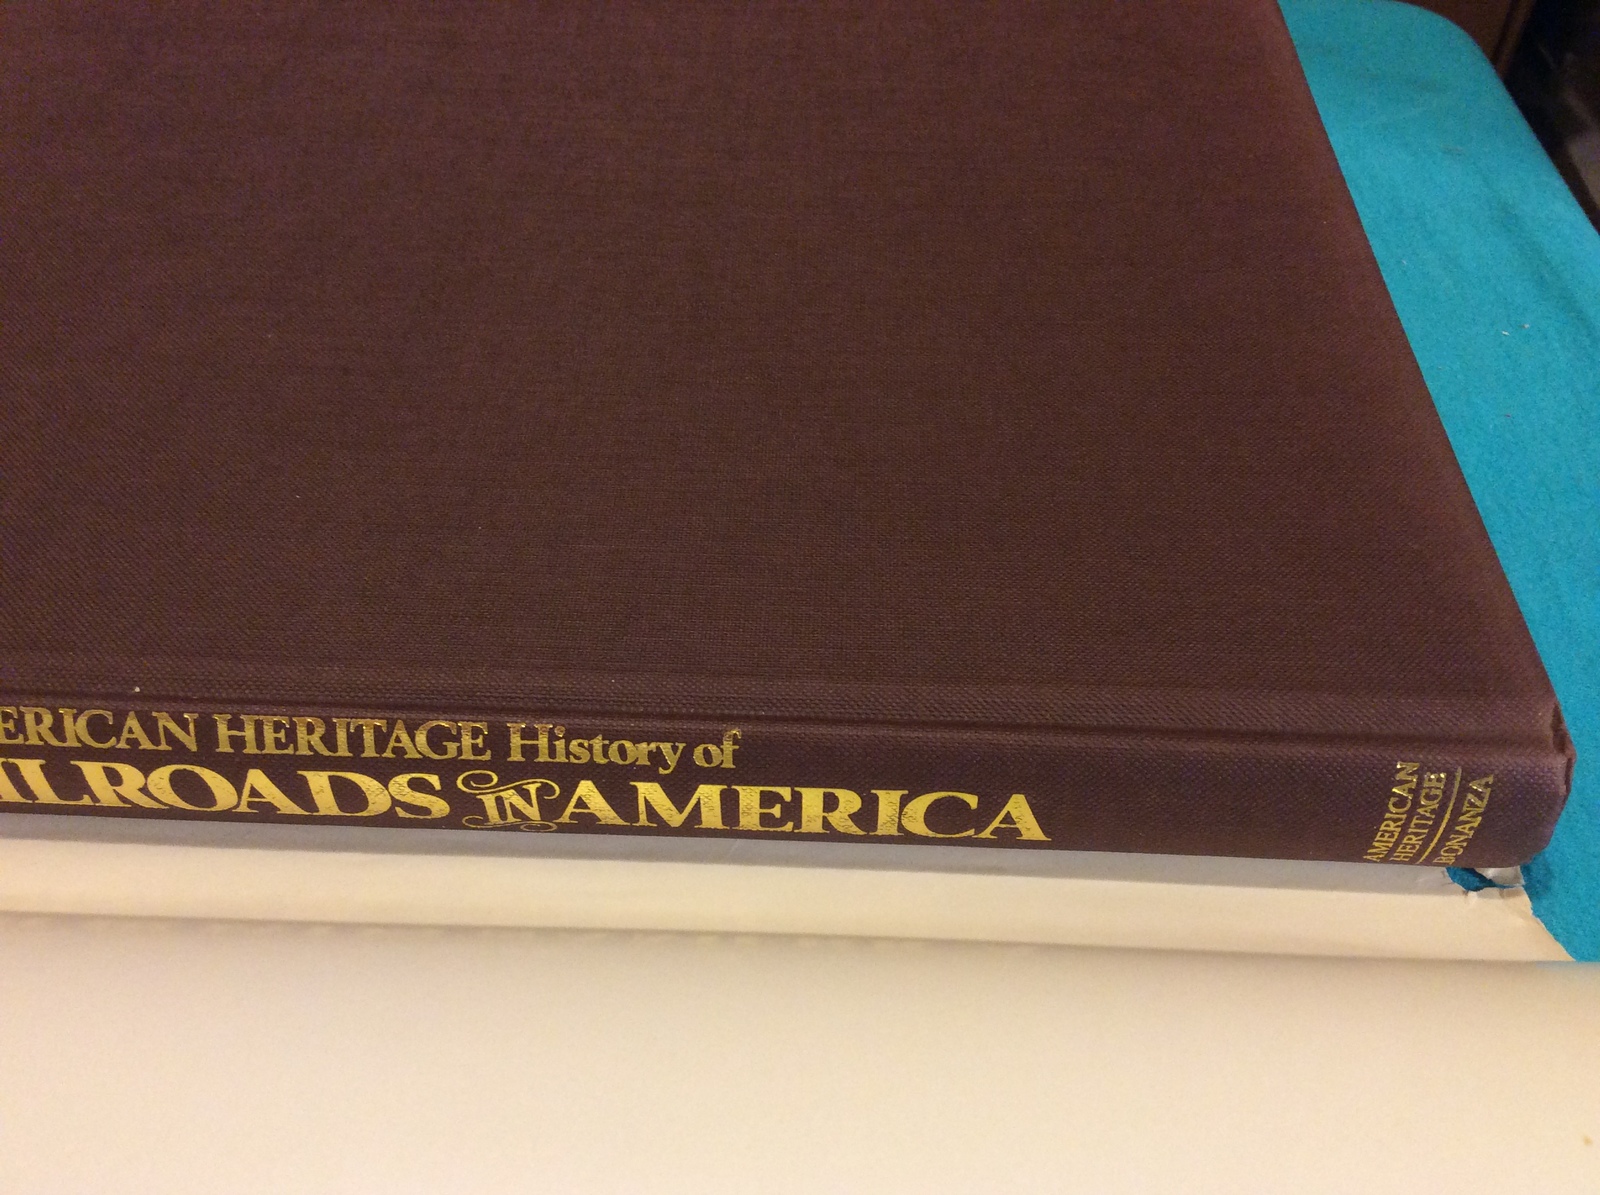 ERICAN HERITAGE History of
ILROADS IN AMERICA
AMERICAN
HERITAGE
BONANZA